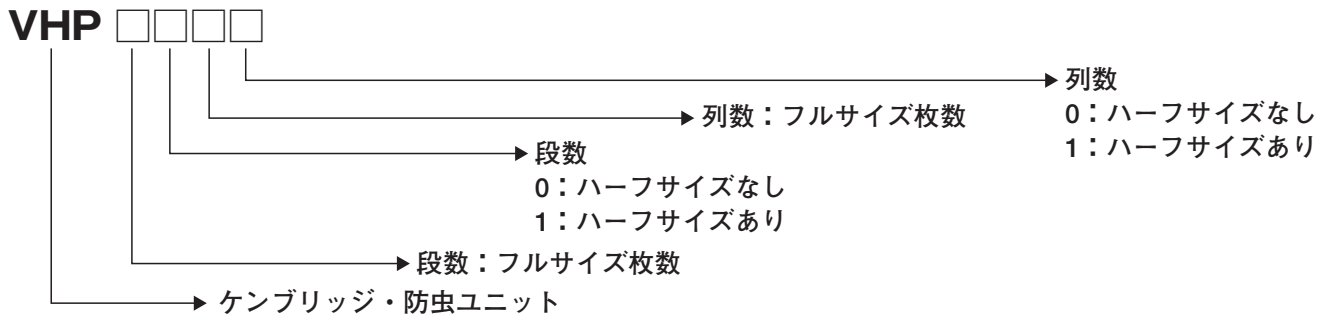 VHP □□□□
列数
0：ハーフサイズなし
1：ハーフサイズあり
列数：フルサイズ枚数
段数
0：ハーフサイズなし
1：ハーフサイズあり
段数：フルサイズ枚数
ケンブリッジ・防虫ユニット